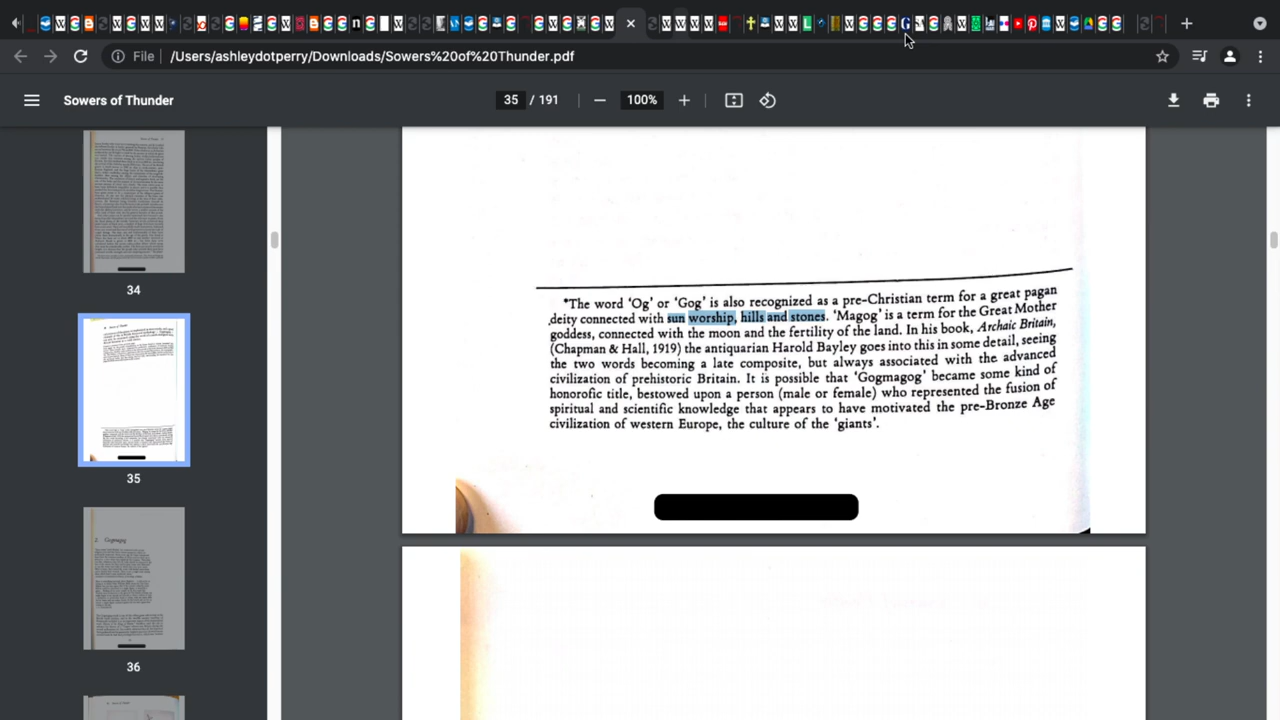 File
/Users/ashleydotperry/Downloads/Sowers%20of%20Thunder.pdf
Sowers of Thunder
35 / 191
100%
34
35
36
*The word ‘Og’ or ‘Gog’ is also recognized as a pre-Christian term for a great pagan
deity connected with sun worship, hills and stones. ‘Magog’ is a term for the Great Mother
goddess, connected with the moon and the fertility of the land. In his book, Archaic Britain,
(Chapman & Hall, 1919) the antiquarian Harold Bayley goes into this in some detail, seeing
the two words becoming a late composite, but always associated with the advanced
civilization of prehistoric Britain. It is possible that ‘Gogmagog’ became some kind of
honorofic title, bestowed upon a person (male or female) who represented the fusion of
spiritual and scientific knowledge that appears to have motivated the pre-Bronze Age
civilization of western Europe, the culture of the ‘giants’.